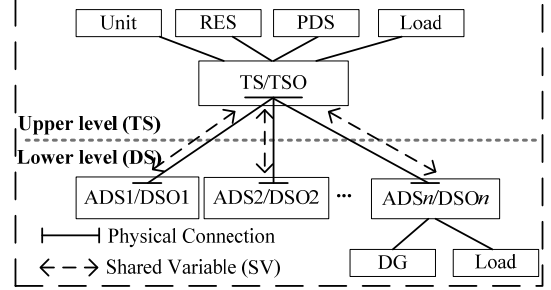 Unit RES PDS Load
TS/TSO
Upper level (TS)
Lower level (DS)
ADS1/DSO1 ADS2/DSO2 ··· ADSn/DSOn
Physical Connection
Shared Variable (SV)
DG Load